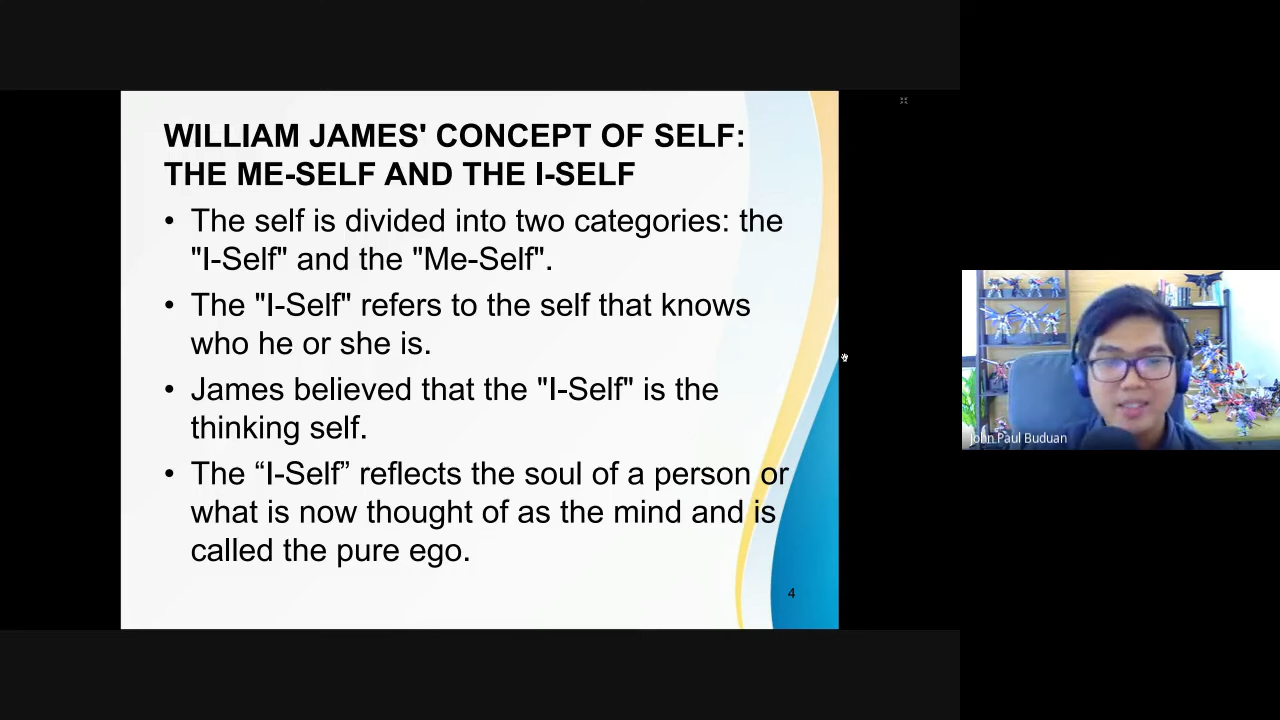 WILLIAM JAMES' CONCEPT OF SELF:
THE ME-SELF AND THE I-SELF
• The self is divided into two categories: the
"I-Self" and the "Me-Self".
• The "I-Self" refers to the self that knows
who he or she is.
• James believed that the "I-Self" is the
thinking self.
• The “I-Self” reflects the soul of a person or
what is now thought of as the mind and is
called the pure ego.
4
John Paul Buduan